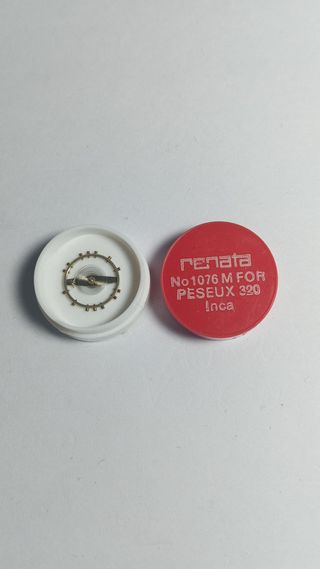 renata
No1076 M FOR
PESEUX 320
Inca